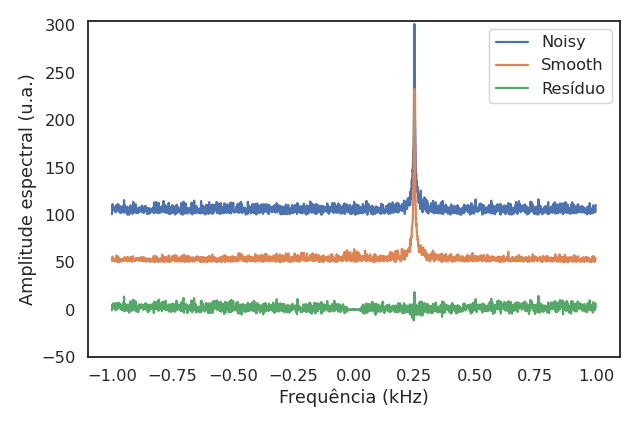 Amplitude espectral (u.a.)
300
250
200
150
100
50
0
−50
−1.00 −0.75 −0.50 −0.25 0.00 0.25 0.50 0.75 1.00
Frequência (kHz)
Noisy
Smooth
Resíduo